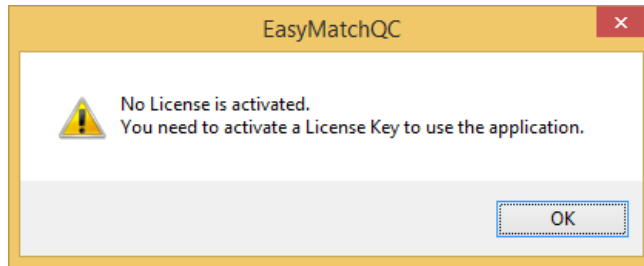 EasyMatchQC
No License is activated.
You need to activate a License Key to use the application.
OK